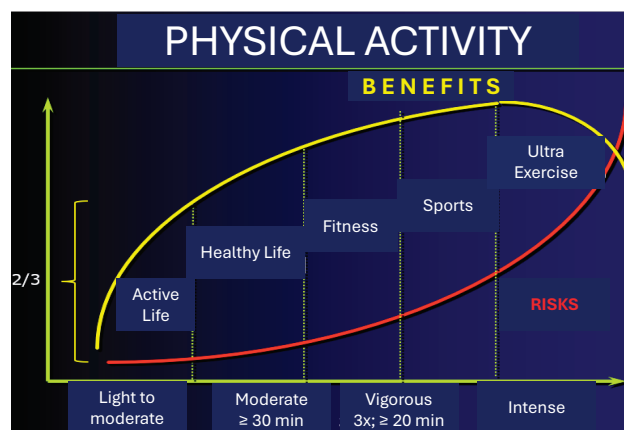 PHYSICAL ACTIVITY
BENEFITS
Ultra
Exercise
Sports
Fitness
Healthy Life
2/3
Active
Life
RISKS
Light to
moderate
Moderate
≥ 30 min
Vigorous
3x; ≥ 20 min
Intense